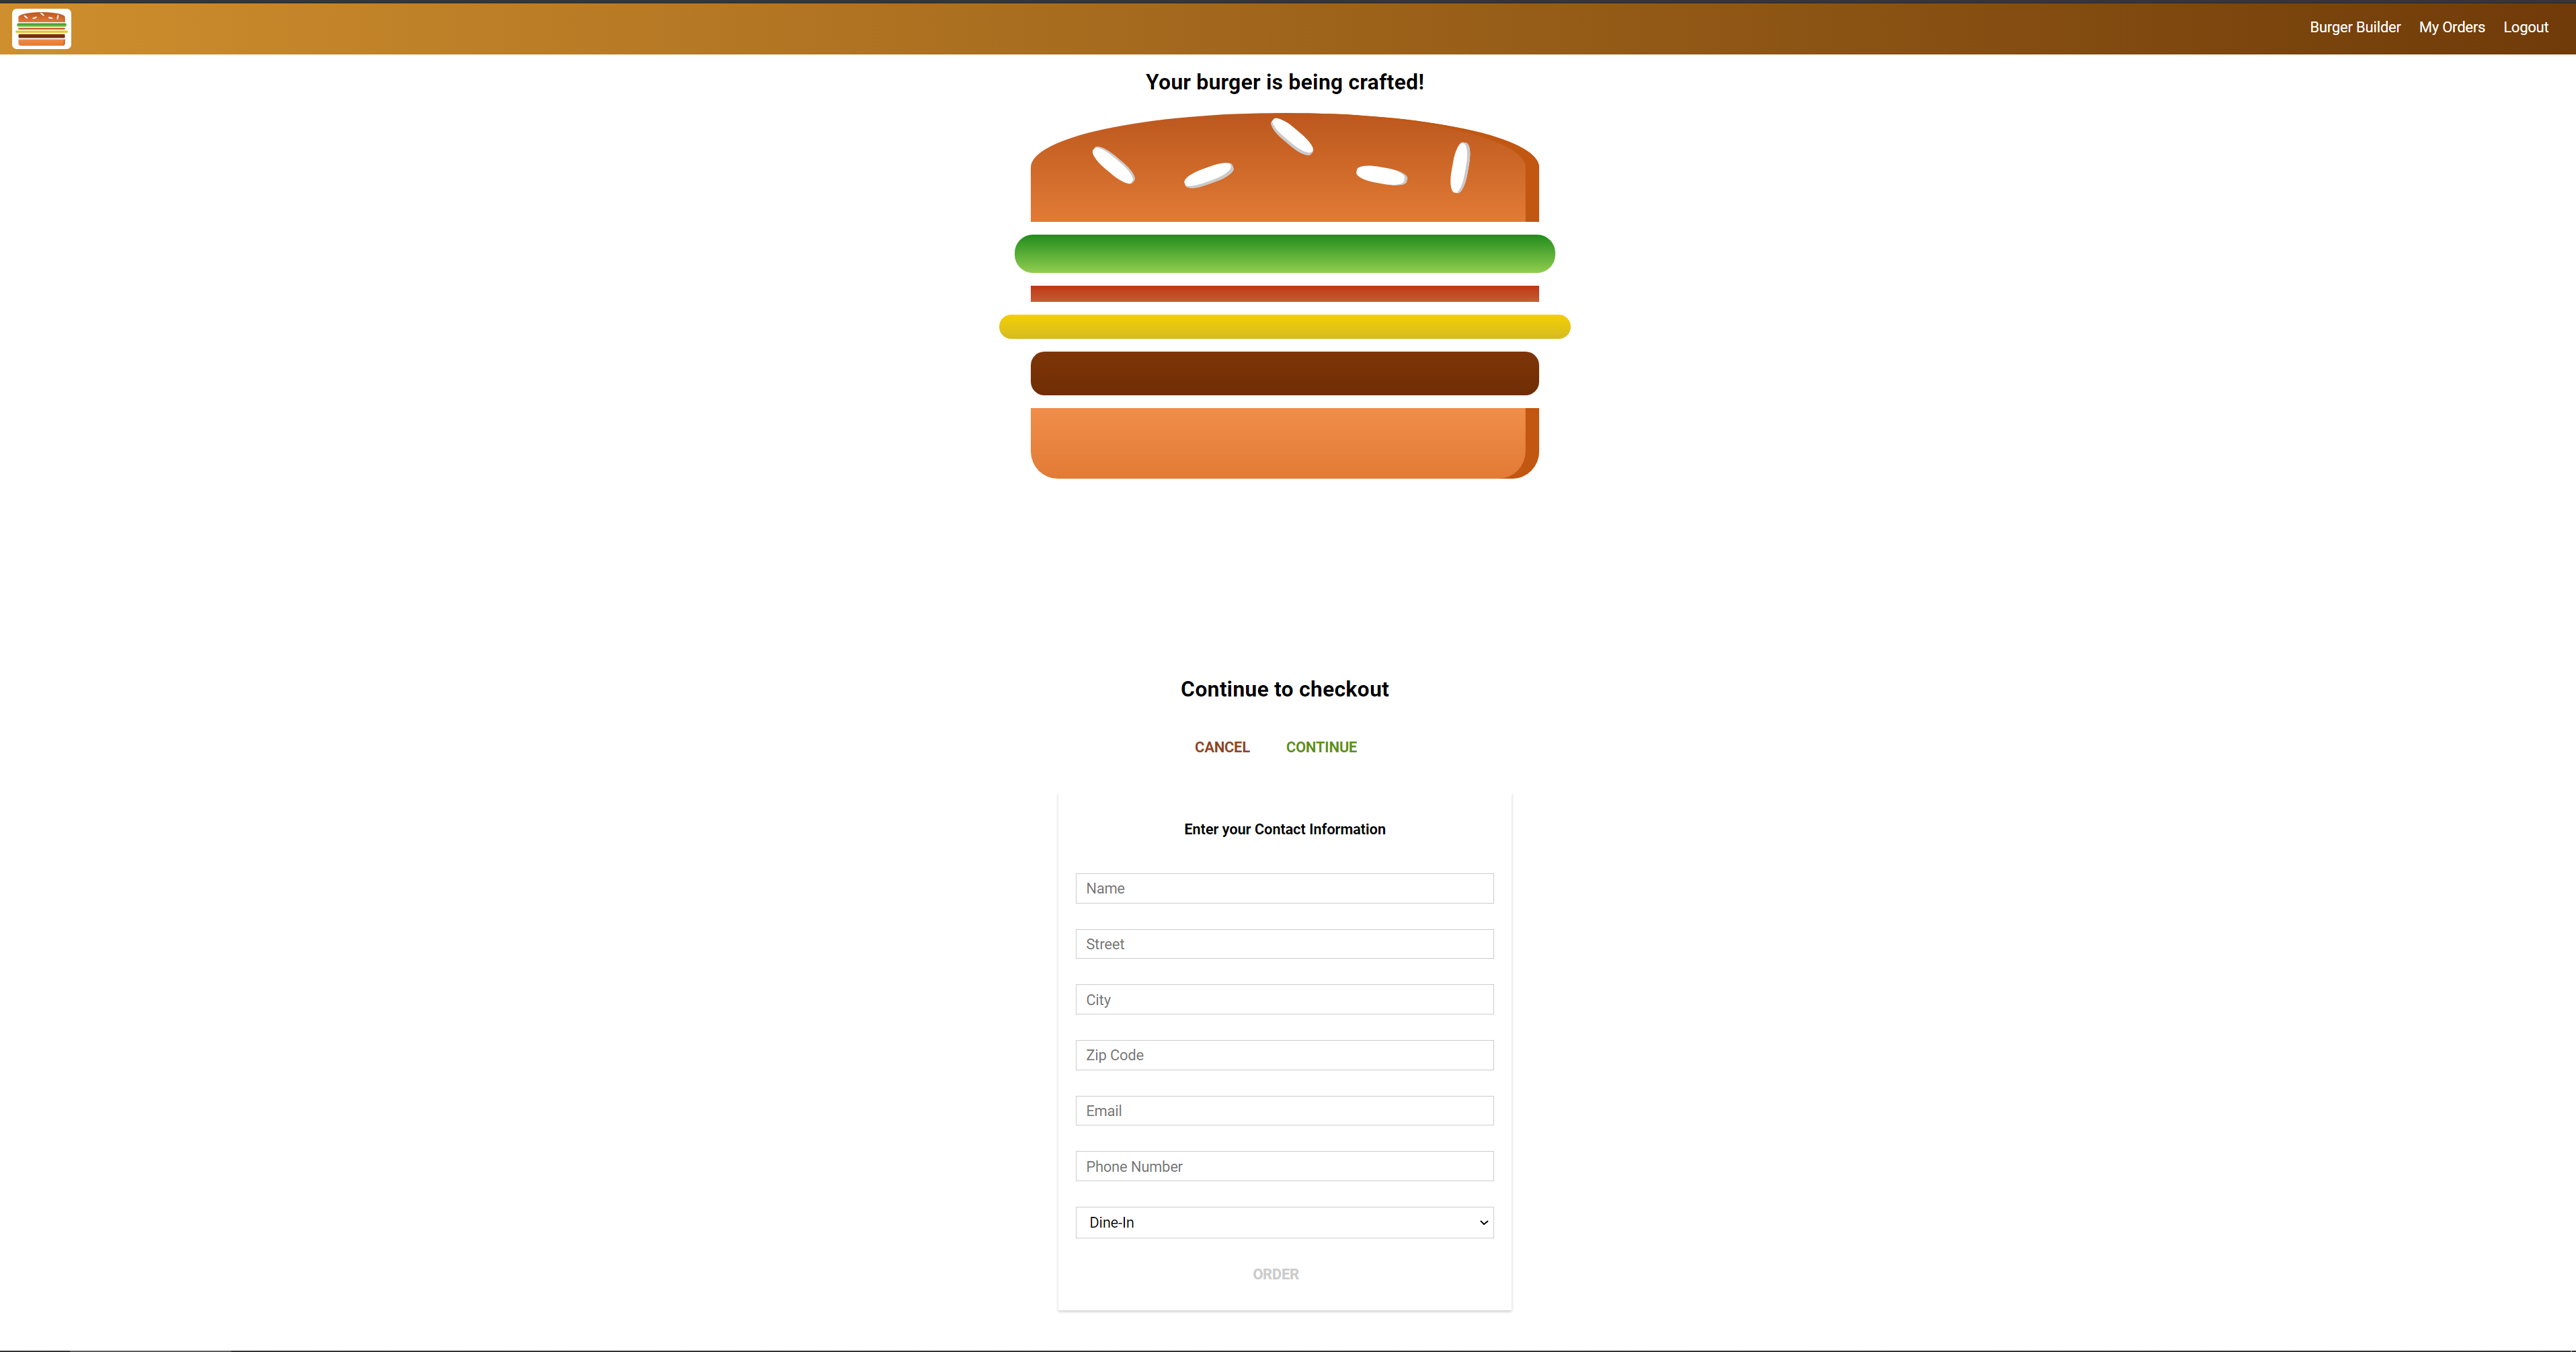 Burger Builder My Orders Logout
Your burger is being crafted!
Continue to checkout
CANCEL CONTINUE
Enter your Contact Information
Name
Street
City
Zip Code
Email
Phone Number
Dine-In
ORDER